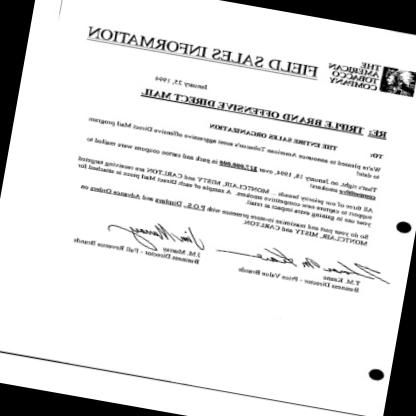 THE
AMERICAN
TOBACCO
COMPANY
FIELD SALES INFORMATION
January 25, 1994
RE: TRIPLE BRAND OFFENSIVE DIRECT MAIL
TO: THE ENTIRE SALES ORGANIZATION
We're pleased to announce American Tobacco's most aggressive offensive Direct Mail program
to date!
That's right, on January 18, 1994, over $77,000,000 in pack and carton coupons were mailed to
competitive smokers!
All three of our priority brands - MONTCLAIR, MISTY and CARLTON are receiving targeted
support to capture new competitive smokers. A sample of each Direct Mail piece is attached for
your use in gaining extra impact at retail.
So do your part and maximize in-store presence with P.O.S., Displays and Advance Orders on
MONTCLAIR, MISTY and CARLTON.
T.M. Keane
Business Director - Price Value Brands
J.M. Murray
Business Director - Full Revenue Brands